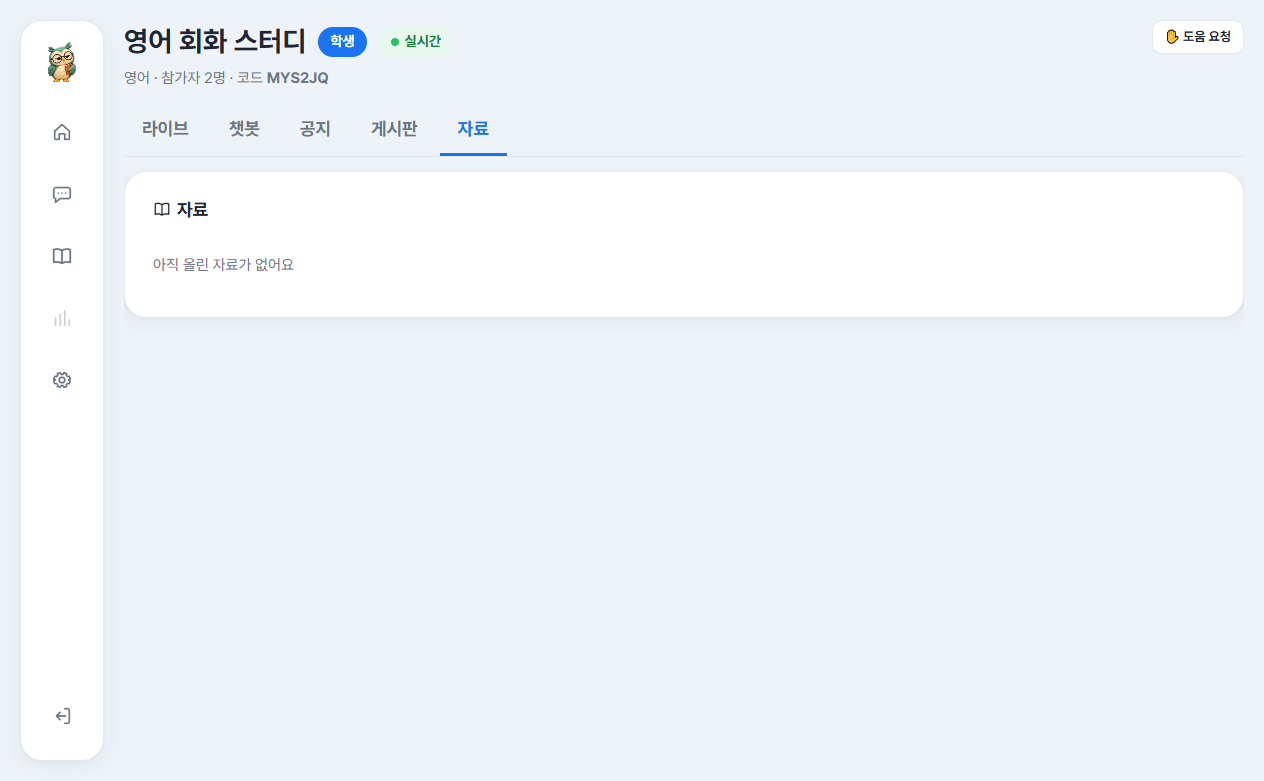 영어 회화 스터디 학생 실시간
도움 요청
영어 · 참가자 2명 · 코드 MYS2JQ
라이브 챗봇 공지 게시판 자료
자료
아직 올린 자료가 없어요